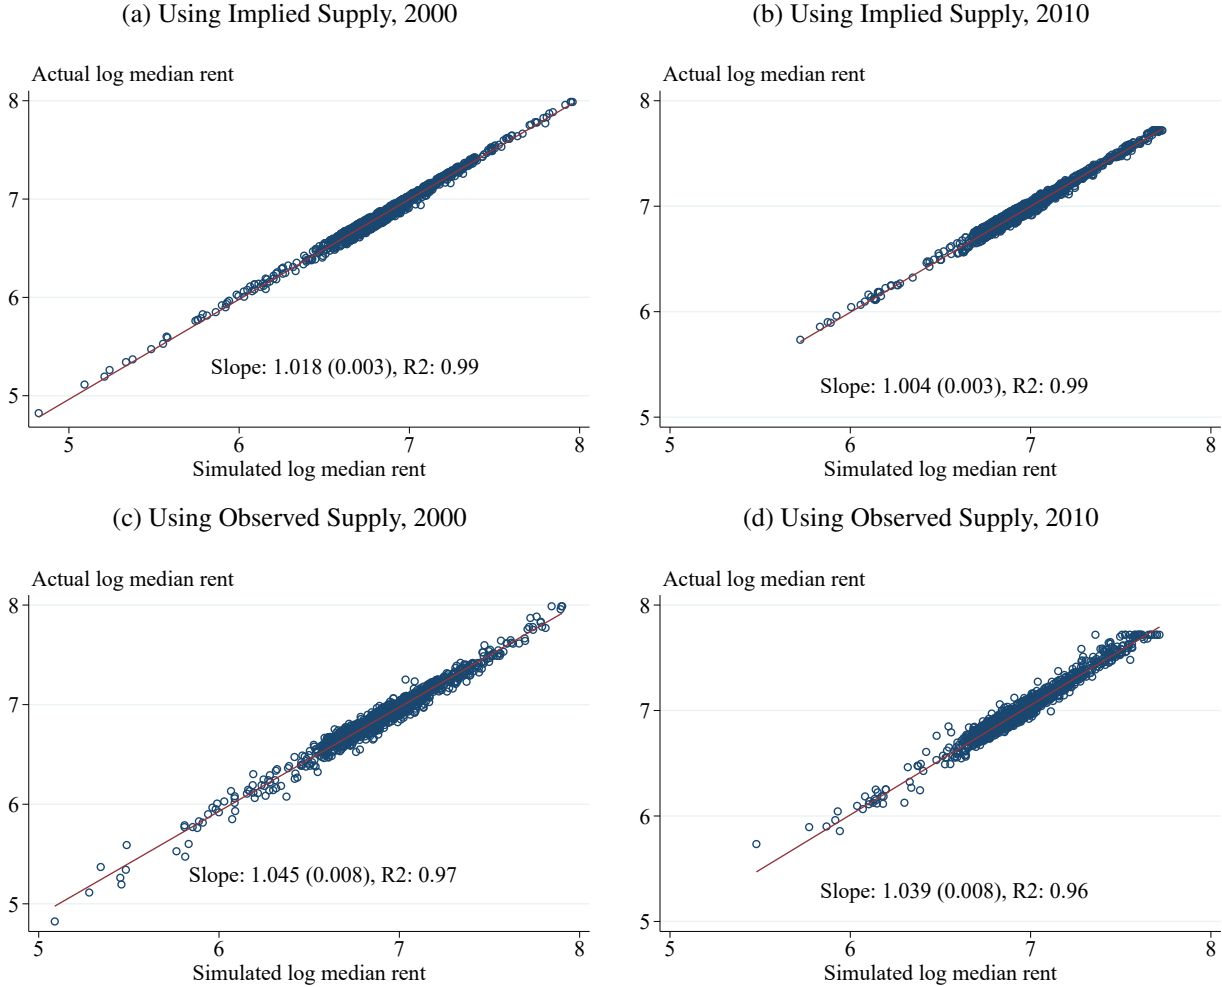 (a) Using Implied Supply, 2000
Actual log median rent
8
7
6
5
Slope: 1.018 (0.003), R2: 0.99
5 6 7 8
Simulated log median rent
(b) Using Implied Supply, 2010
Actual log median rent
8
7
6
5
Slope: 1.004 (0.003), R2: 0.99
5 6 7 8
Simulated log median rent
(c) Using Observed Supply, 2000
Actual log median rent
8
7
6
5
Slope: 1.045 (0.008), R2: 0.97
5 6 7 8
Simulated log median rent
(d) Using Observed Supply, 2010
Actual log median rent
8
7
6
5
Slope: 1.039 (0.008), R2: 0.96
5 6 7 8
Simulated log median rent